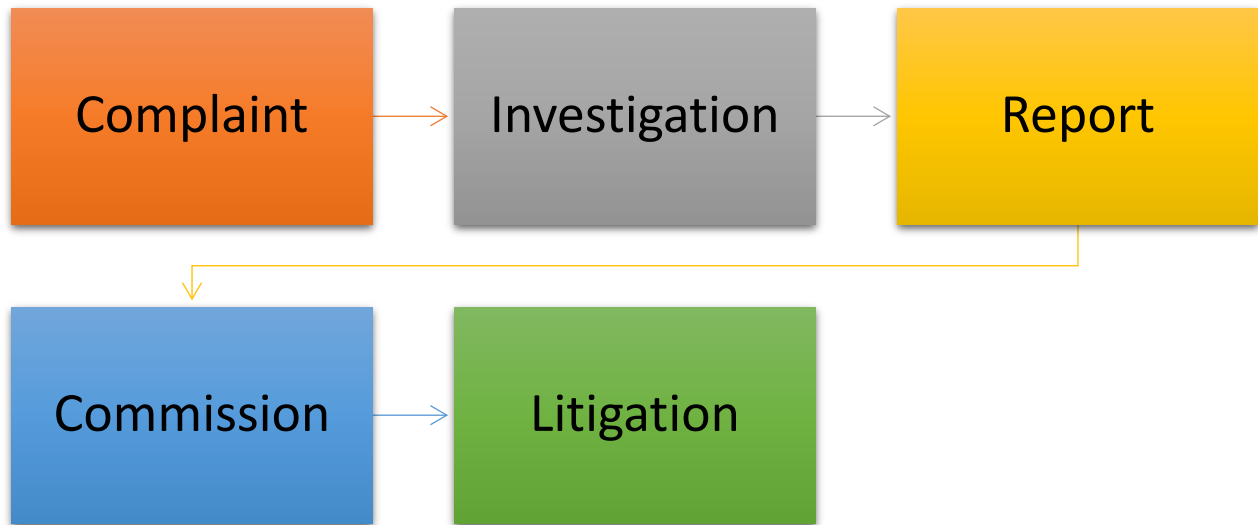 Complaint
Investigation
Report
Commission
Litigation